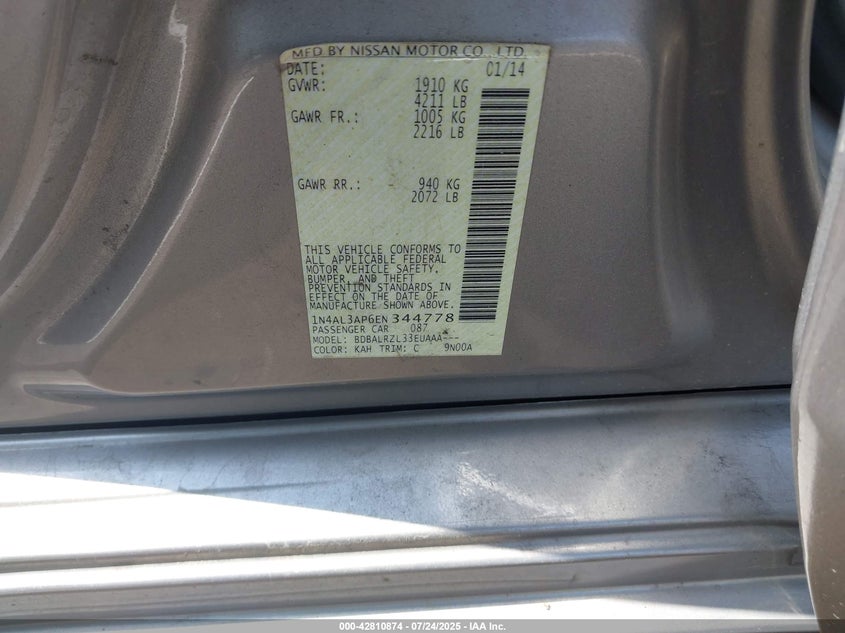 MFD BY NISSAN MOTOR CO., LTD.
DATE: 01/14
GVWR: 1910 KG
4211 LB
GAWR FR.: 1005 KG
2216 LB
GAWR RR.: 940 KG
2072 LB
THIS VEHICLE CONFORMS TO
ALL APPLICABLE FEDERAL
MOTOR VEHICLE SAFETY,
BUMPER, AND THEFT
PREVENTION STANDARDS IN
EFFECT ON THE DATE OF
MANUFACTURE SHOWN ABOVE.
1N4AL3AP6EN344778
PASSENGER CAR 087
MODEL: BDBALRZL33EUAAA---
COLOR: KAH TRIM: C 9N00A
000-42810874 - 07/24/2025 - IAA Inc.